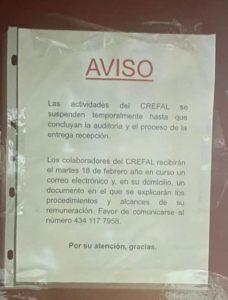 AVISO
Las actividades del CREFAL se
suspenden temporalmente hasta que
concluyan la auditoria y el proceso de la
entrega recepción.
Los colaboradores del CREFAL recibirán
el martes 18 de febrero año en curso un
correo electrónico y, en su domicilio, un
documento en el que se explicarán los
procedimientos y alcances de su
remuneración. Favor de comunicarse al
número 434 117 7958.
Por su atención, gracias.